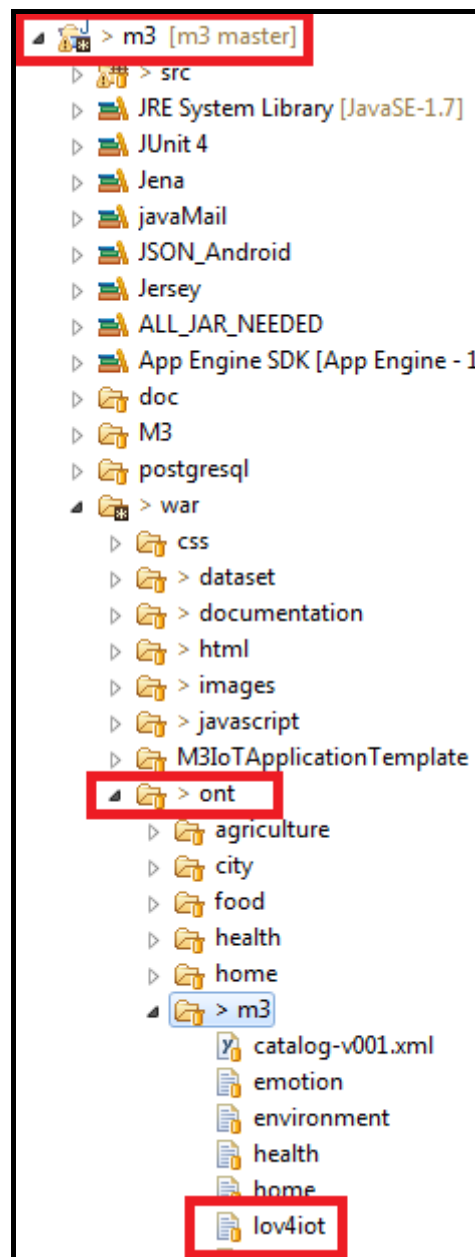 > m3 [m3 master]
> src
JRE System Library [JavaSE-1.7]
JUnit 4
Jena
javaMail
JSON_Android
Jersey
ALL_JAR_NEEDED
App Engine SDK [App Engine - 1
doc
M3
postgresql
> war
css
> dataset
> documentation
> html
> images
> javascript
M3IoTApplicationTemplate
> ont
agriculture
city
food
health
home
> m3
catalog-v001.xml
emotion
environment
health
home
lov4iot